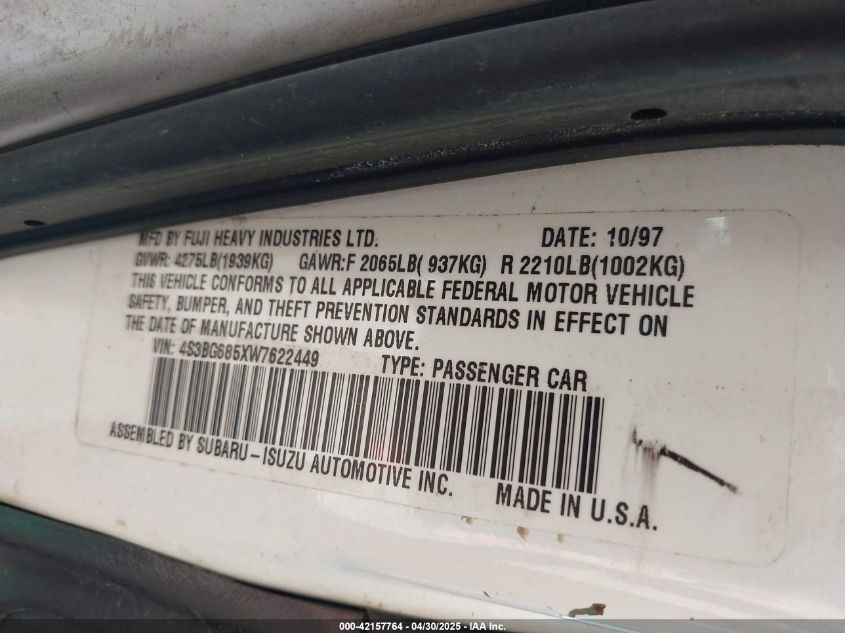 MFD BY FUJI HEAVY INDUSTRIES LTD. DATE: 10/97
GVWR: 4275LB(1939KG) GAWR:F 2065LB( 937KG) R 2210LB(1002KG)
THIS VEHICLE CONFORMS TO ALL APPLICABLE FEDERAL MOTOR VEHICLE
SAFETY, BUMPER, AND THEFT PREVENTION STANDARDS IN EFFECT ON
THE DATE OF MANUFACTURE SHOWN ABOVE.
VIN: 4S3BG685XW7622449 TYPE: PASSENGER CAR
ASSEMBLED BY SUBARU-ISUZU AUTOMOTIVE INC. MADE IN U.S.A.
000-42157764 - 04/30/2025 - IAA Inc.